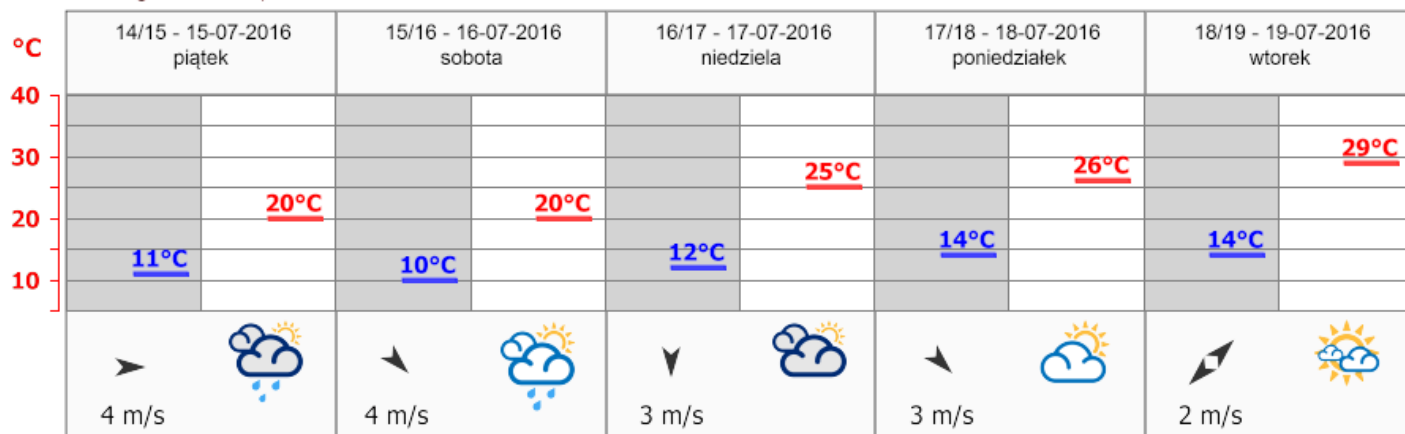 14/15 - 15-07-2016
piątek
15/16 - 16-07-2016
sobota
16/17 - 17-07-2016
niedziela
17/18 - 18-07-2016
poniedziałek
18/19 - 19-07-2016
wtorek
°C
40
30
20
10
11°C
20°C
10°C
20°C
12°C
25°C
14°C
26°C
14°C
29°C
4 m/s
4 m/s
3 m/s
3 m/s
2 m/s